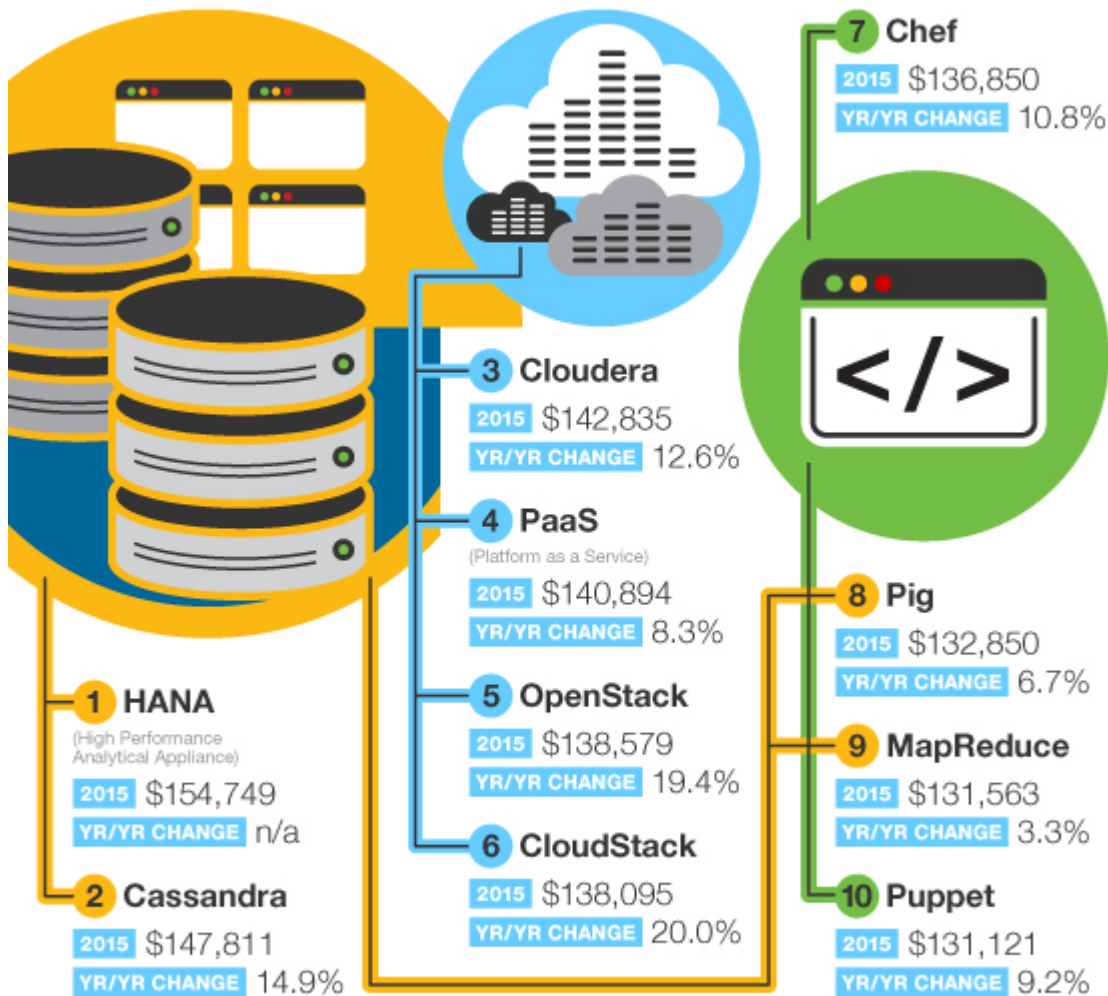 1 HANA
(High Performance
Analytical Appliance)
2015 $154,749
YR/YR CHANGE n/a
2 Cassandra
2015 $147,811
YR/YR CHANGE 14.9%
3 Cloudera
2015 $142,835
YR/YR CHANGE 12.6%
4 PaaS
(Platform as a Service)
2015 $140,894
YR/YR CHANGE 8.3%
5 OpenStack
2015 $138,579
YR/YR CHANGE 19.4%
6 CloudStack
2015 $138,095
YR/YR CHANGE 20.0%
7 Chef
2015 $136,850
YR/YR CHANGE 10.8%
</>
8 Pig
2015 $132,850
YR/YR CHANGE 6.7%
9 MapReduce
2015 $131,563
YR/YR CHANGE 3.3%
10 Puppet
2015 $131,121
YR/YR CHANGE 9.2%